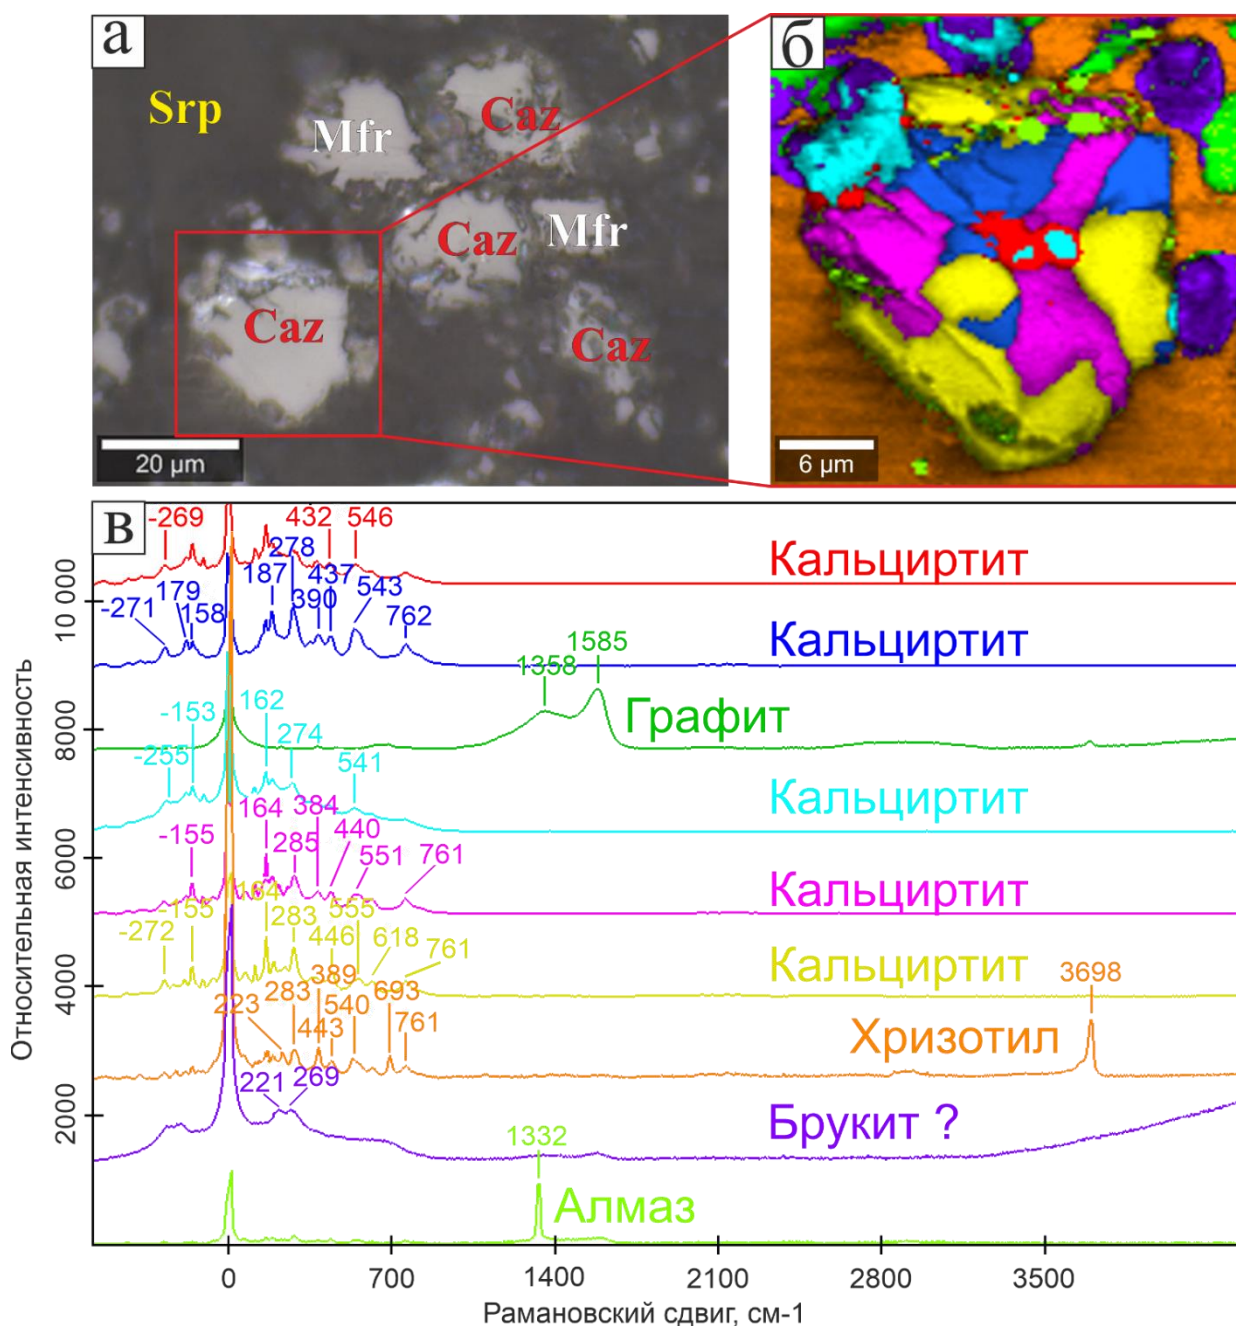 а
Srp
Mfr
Caz
Caz
Mfr
Caz
Caz
20 µm
б
6 µm
в
Относительная интенсивность
10 000
8000
6000
4000
2000
-269
432
546
Кальциртит
-271
179
158
187
278
390
437
543
762
Кальциртит
1358
1585
Графит
-255
-153
162
274
541
Кальциртит
-155
164
285
384
440
551
761
Кальциртит
-272
-155
164
283
446
555
618
761
Кальциртит
223
283
389
443
540
693
761
3698
Хризотил
221
269
Брукит ?
1332
Алмаз
0
700
1400
2100
2800
3500
Рамановский сдвиг, см-1